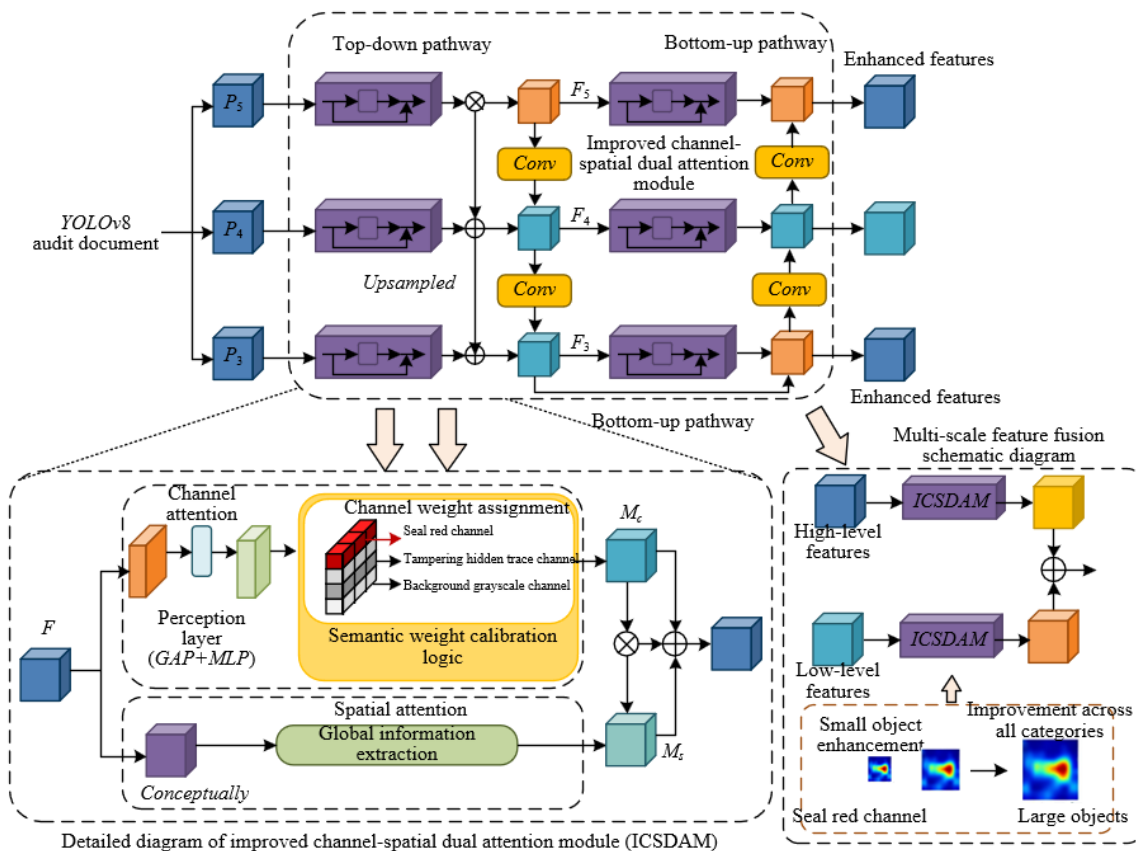 Top-down pathway
Bottom-up pathway
Enhanced features
P5
F5
Improved channel-
spatial dual attention
module
Conv
Conv
YOLOv8
audit document
P4
F4
Upsampled
Conv
Conv
P3
F3
Enhanced features
Bottom-up pathway
Multi-scale feature fusion
schematic diagram
Channel
attention
Channel weight assignment
Seal red channel
Tampering hidden trace channel
Background grayscale channel
Mc
Perception
layer
(GAP+MLP)
Semantic weight calibration
logic
F
Spatial attention
Global information
extraction
Ms
Conceptually
Detailed diagram of improved channel-spatial dual attention module (ICSDAM)
ICSDAM
High-level
features
ICSDAM
Low-level
features
Small object
enhancement
Improvement across
all categories
Seal red channel
Large objects